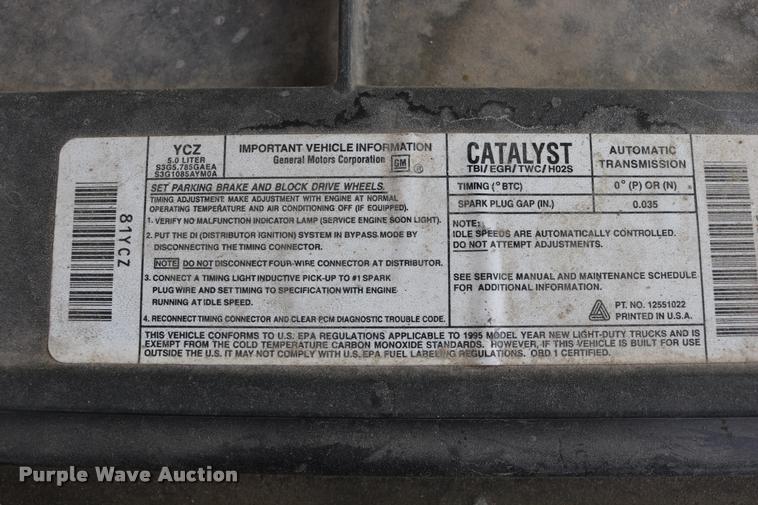 81YCZ
YCZ
5.0 LITER
S3G5.785GAEA
S3G1085AYM0A
IMPORTANT VEHICLE INFORMATION
General Motors Corporation GM ®
SET PARKING BRAKE AND BLOCK DRIVE WHEELS.
TIMING ADJUSTMENT MAKE ADJUSTMENT WITH ENGINE AT NORMAL
OPERATING TEMPERATURE AND AIR CONDITIONING OFF (IF EQUIPPED).
1. VERIFY NO MALFUNCTION INDICATOR LAMP (SERVICE ENGINE SOON LIGHT).
2. PUT THE DI (DISTRIBUTOR IGNITION) SYSTEM IN BYPASS MODE BY
DISCONNECTING THE TIMING CONNECTOR.
NOTE: DO NOT DISCONNECT FOUR-WIRE CONNECTOR AT DISTRIBUTOR.
3. CONNECT A TIMING LIGHT INDUCTIVE PICK-UP TO #1 SPARK
PLUG WIRE AND SET TIMING TO SPECIFICATION WITH ENGINE
RUNNING AT IDLE SPEED.
4. RECONNECT TIMING CONNECTOR AND CLEAR PCM DIAGNOSTIC TROUBLE CODE.
CATALYST
TBI/EGR/TWC/HO2S
AUTOMATIC
TRANSMISSION
TIMING (°BTC) 0° (P) OR (N)
SPARK PLUG GAP (IN.) 0.035
NOTE:
IDLE SPEEDS ARE AUTOMATICALLY CONTROLLED.
DO NOT ATTEMPT ADJUSTMENTS.
SEE SERVICE MANUAL AND MAINTENANCE SCHEDULE
FOR ADDITIONAL INFORMATION.
PT. NO. 12551022
PRINTED IN U.S.A.
THIS VEHICLE CONFORMS TO U.S. EPA REGULATIONS APPLICABLE TO 1995 MODEL YEAR NEW LIGHT-DUTY TRUCKS AND IS
EXEMPT FROM THE COLD TEMPERATURE CARBON MONOXIDE STANDARDS. HOWEVER, IF THIS VEHICLE IS BUILT FOR USE
OUTSIDE THE U.S. IT MAY NOT COMPLY WITH U.S. EPA FUEL LABELING REGULATIONS. OBD 1 CERTIFIED.
Purple Wave Auction